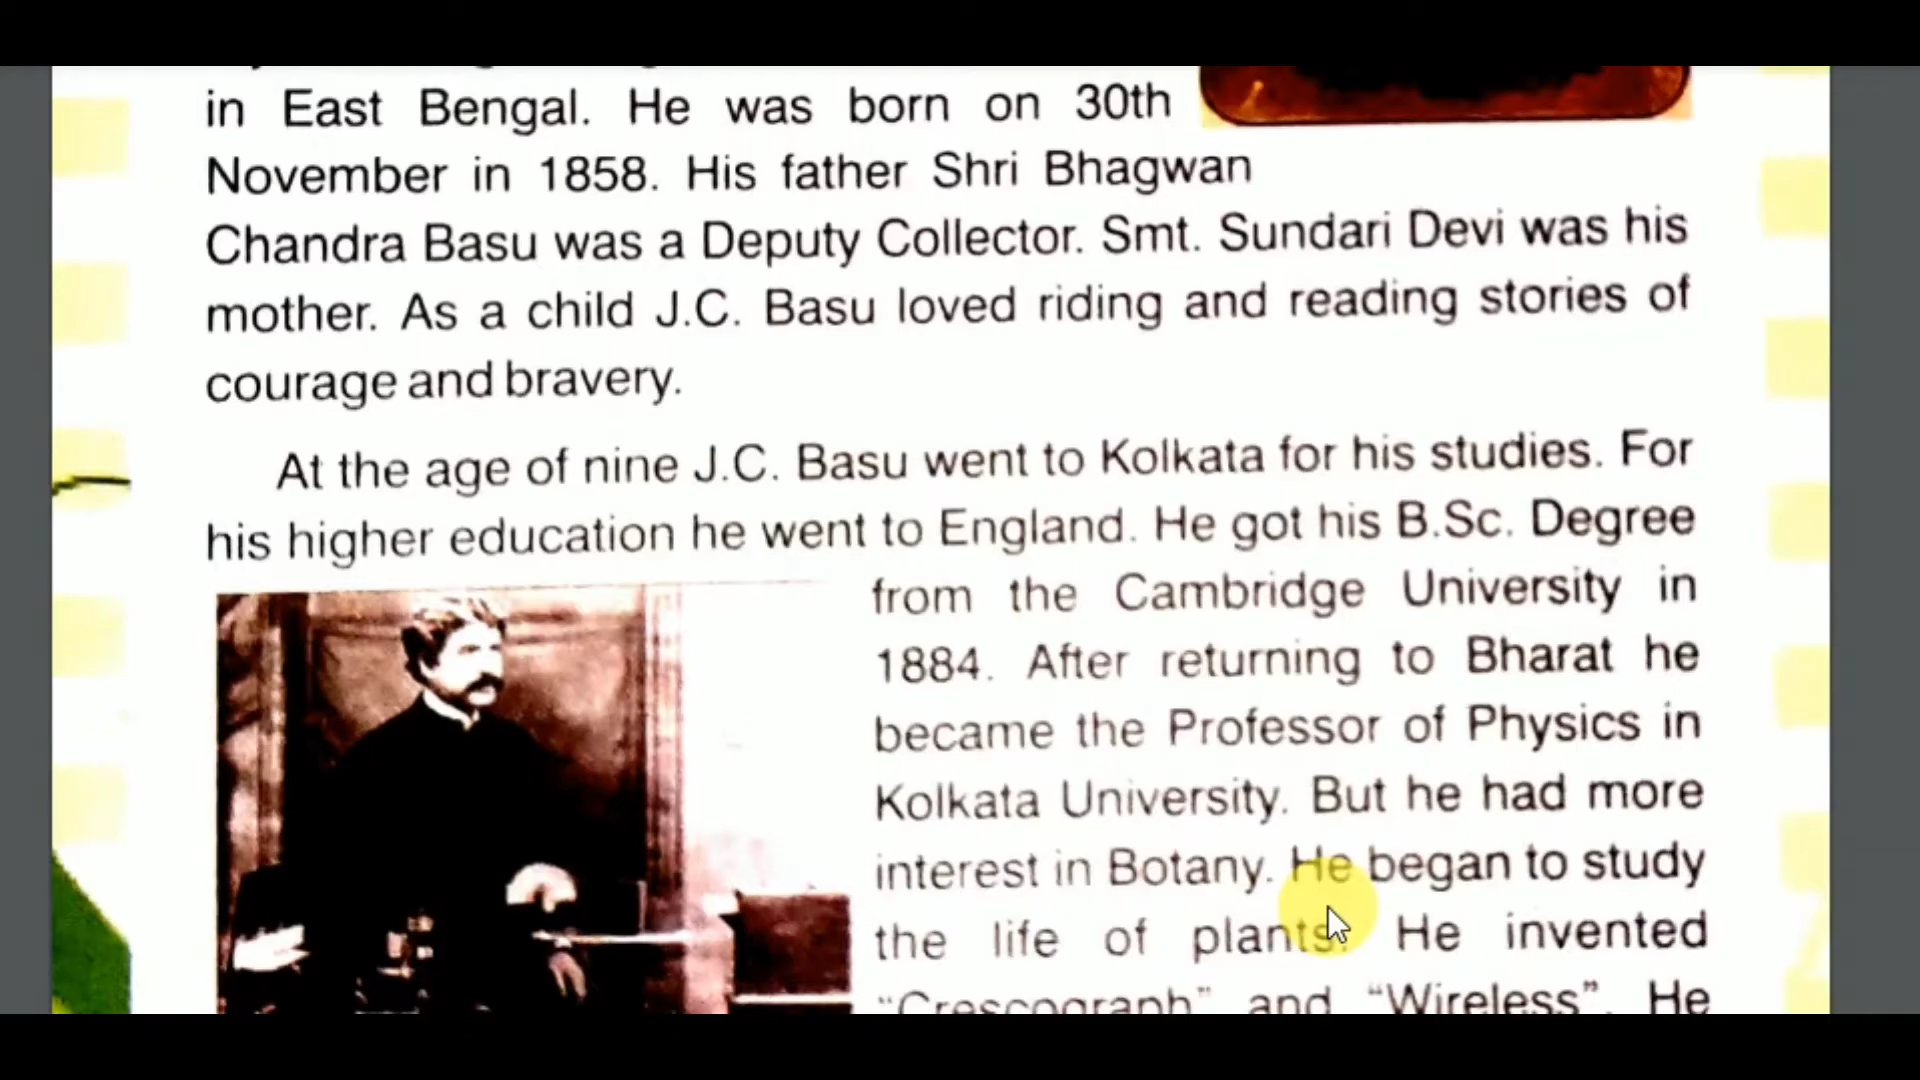 in East Bengal. He was born on 30th
November in 1858. His father Shri Bhagwan
Chandra Basu was a Deputy Collector. Smt. Sundari Devi was his
mother. As a child J.C. Basu loved riding and reading stories of
courage and bravery.
At the age of nine J.C. Basu went to Kolkata for his studies. For
his higher education he went to England. He got his B.Sc. Degree
from the Cambridge University in
1884. After returning to Bharat he
became the Professor of Physics in
Kolkata University. But he had more
interest in Botany. He began to study
the life of plants. He invented
“Crescograph” and “Wireless”. He